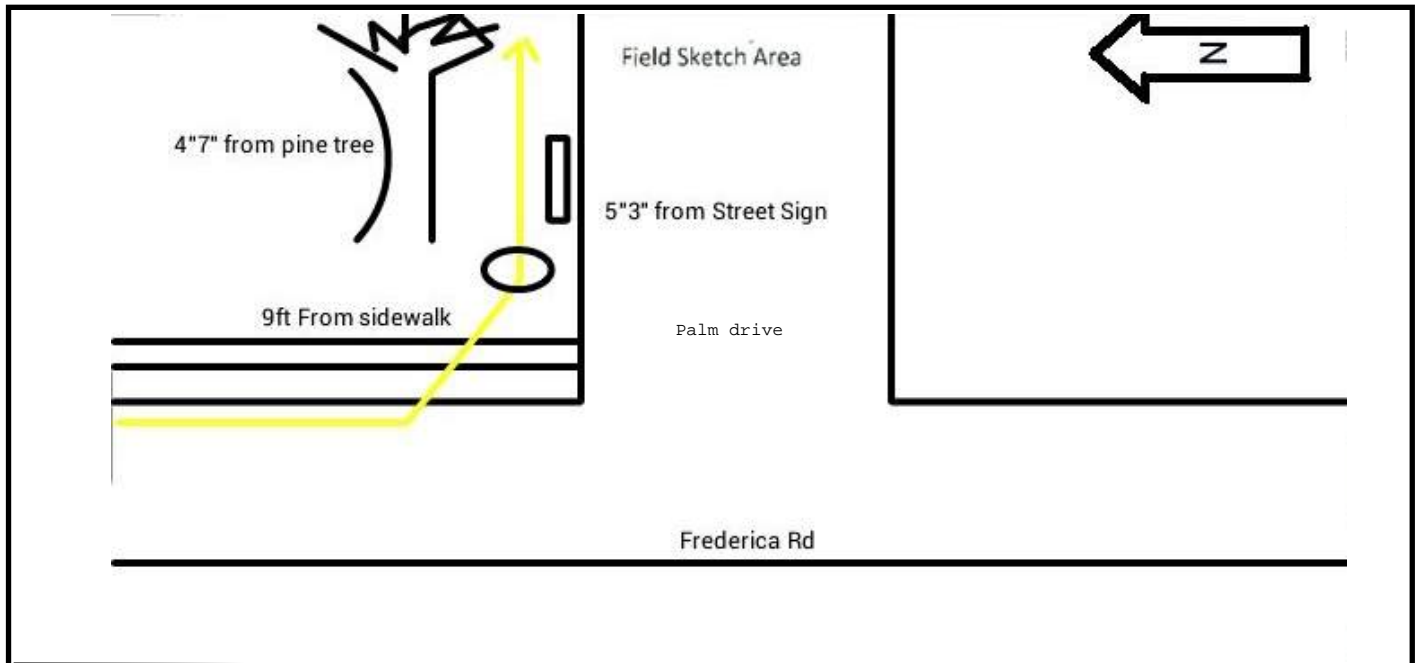 Field Sketch Area
N
4"7" from pine tree
5"3" from Street Sign
9ft From sidewalk
Palm drive
Frederica Rd